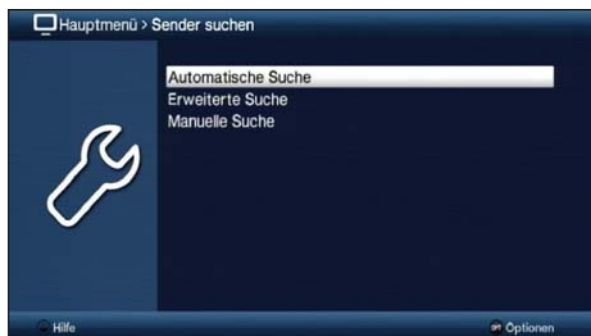 Hauptmenü > Sender suchen
Automatische Suche
Erweiterte Suche
Manuelle Suche
Hilfe
Optionen